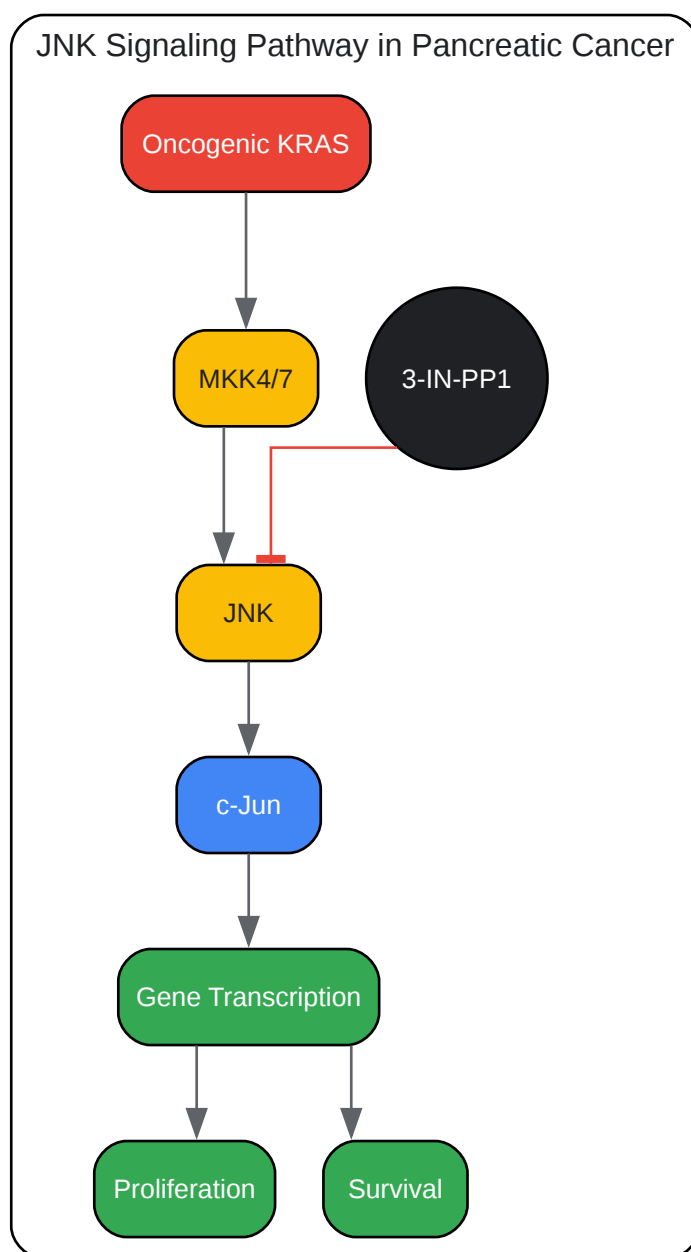 JNK Signaling Pathway in Pancreatic Cancer
Oncogenic KRAS
MKK4/7
3-IN-PP1
JNK
c-Jun
Gene Transcription
Proliferation
Survival